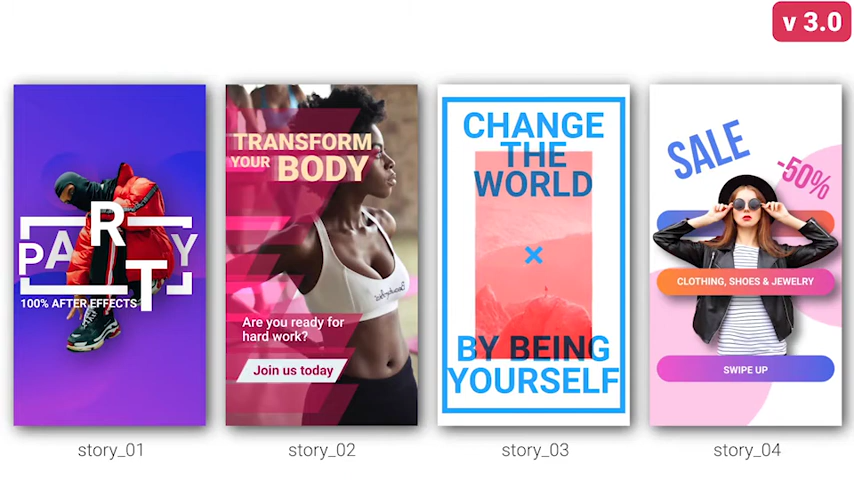 v 3.0
PARTY
100% AFTER EFFECTS
story_01
TRANSFORM
YOUR BODY
Are you ready for
hard work?
Join us today
story_02
CHANGE
THE
WORLD
×
BY BEING
YOURSELF
story_03
SALE
-50%
CLOTHING, SHOES & JEWELRY
SWIPE UP
story_04